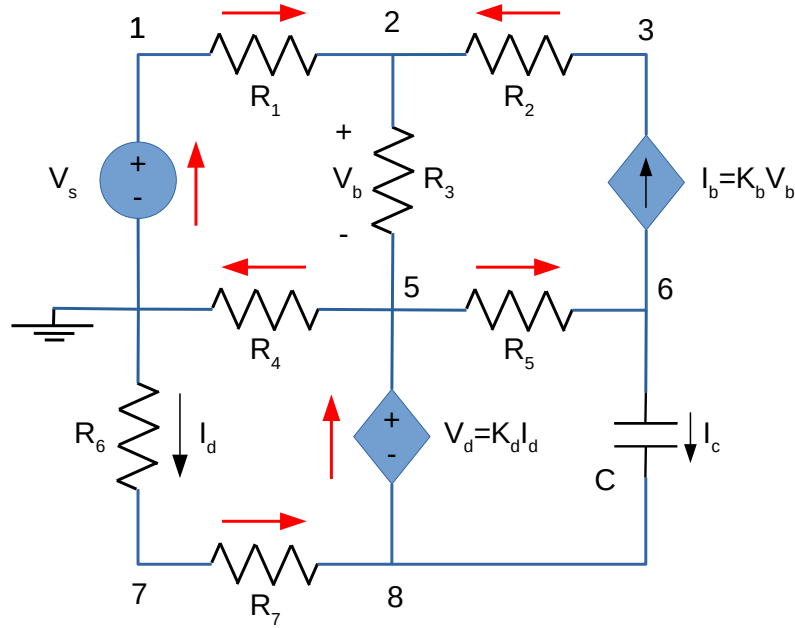 1
2
3
R1
R2
+
Vs
+
-
Vb
R3
Ib=KbVb
-
5
6
R4
R5
R6
Id
+
-
Vd=KdId
Ic
C
7
R7
8